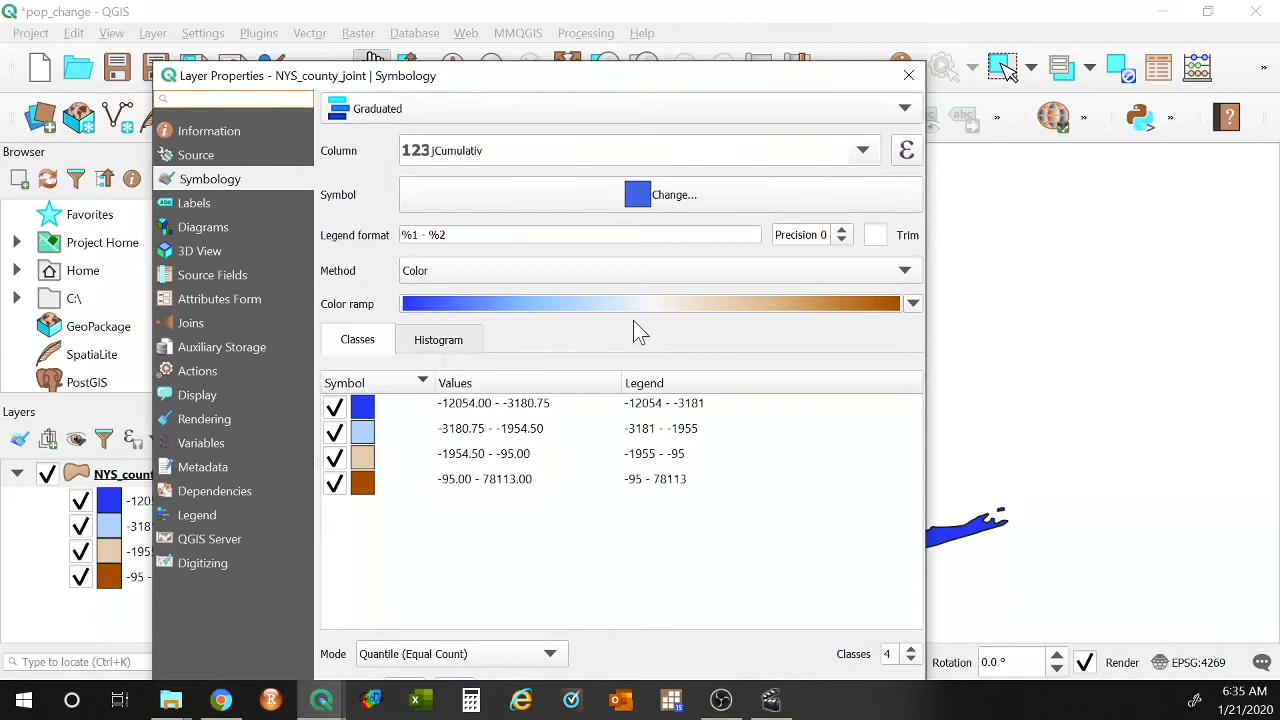 *pop_change - QGIS
Project Edit View Layer Settings Plugins Vector Raster Database Web MMQGIS Processing Help
Layer Properties - NYS_county_joint | Symbology
Information
Source
Symbology
Labels
Diagrams
3D View
Source Fields
Attributes Form
Joins
Auxiliary Storage
Actions
Display
Rendering
Variables
Metadata
Dependencies
Legend
QGIS Server
Digitizing
Graduated
Column 123 jCumulativ ε
Symbol Change...
Legend format %1 - %2 Precision 0 Trim
Method Color
Color ramp
Classes Histogram
Symbol Values Legend
-12054.00 - -3180.75 -12054 - -3181
-3180.75 - -1954.50 -3181 - -1955
-1954.50 - -95.00 -1955 - -95
-95.00 - 78113.00 -95 - 78113
Mode Quantile (Equal Count) Classes 4
Browser
Favorites
Project Home
Home
C:\
GeoPackage
SpatiaLite
PostGIS
Layers
NYS_count
-1205
-318
-1955
-95 -
Type to locate (Ctrl+K)
Rotation 0.0 ° Render EPSG:4269
6:35 AM
1/21/2020